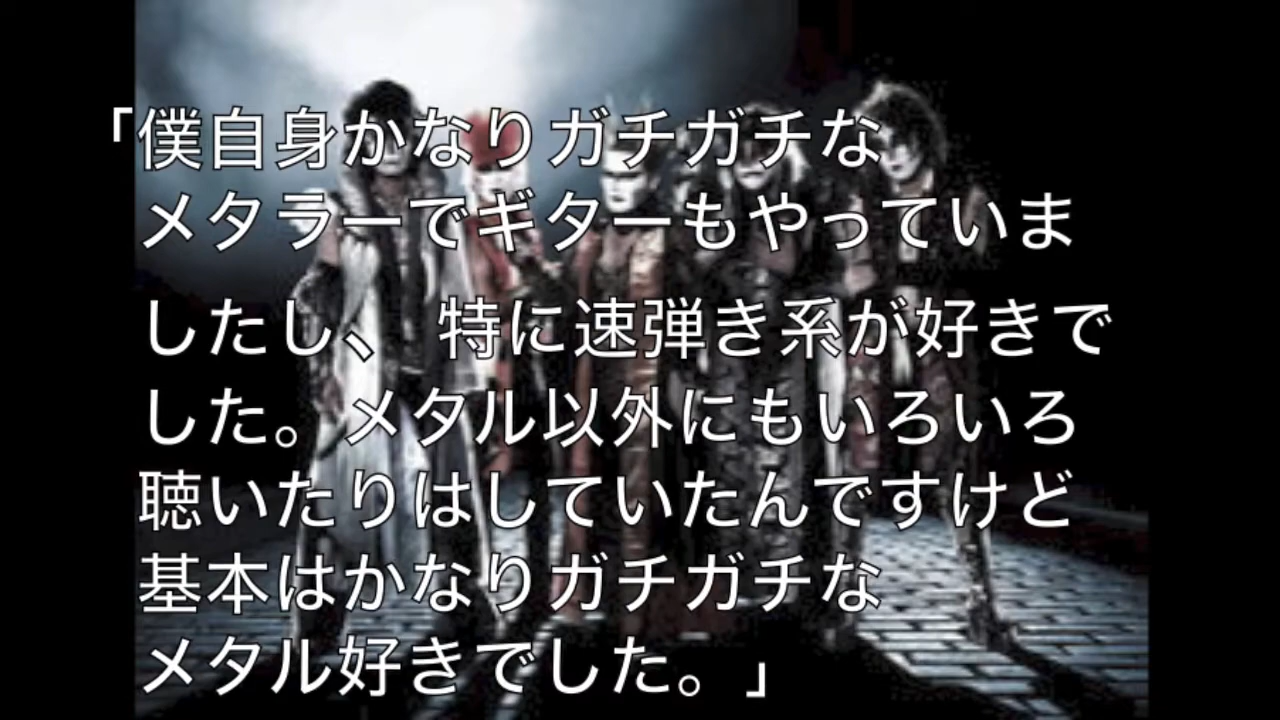 「僕自身かなりガチガチな
メタラーでギターもやっていま
したし、 特に速弾き系が好きで
した。メタル以外にもいろいろ
聴いたりはしていたんですけど
基本はかなりガチガチな
メタル好きでした。」